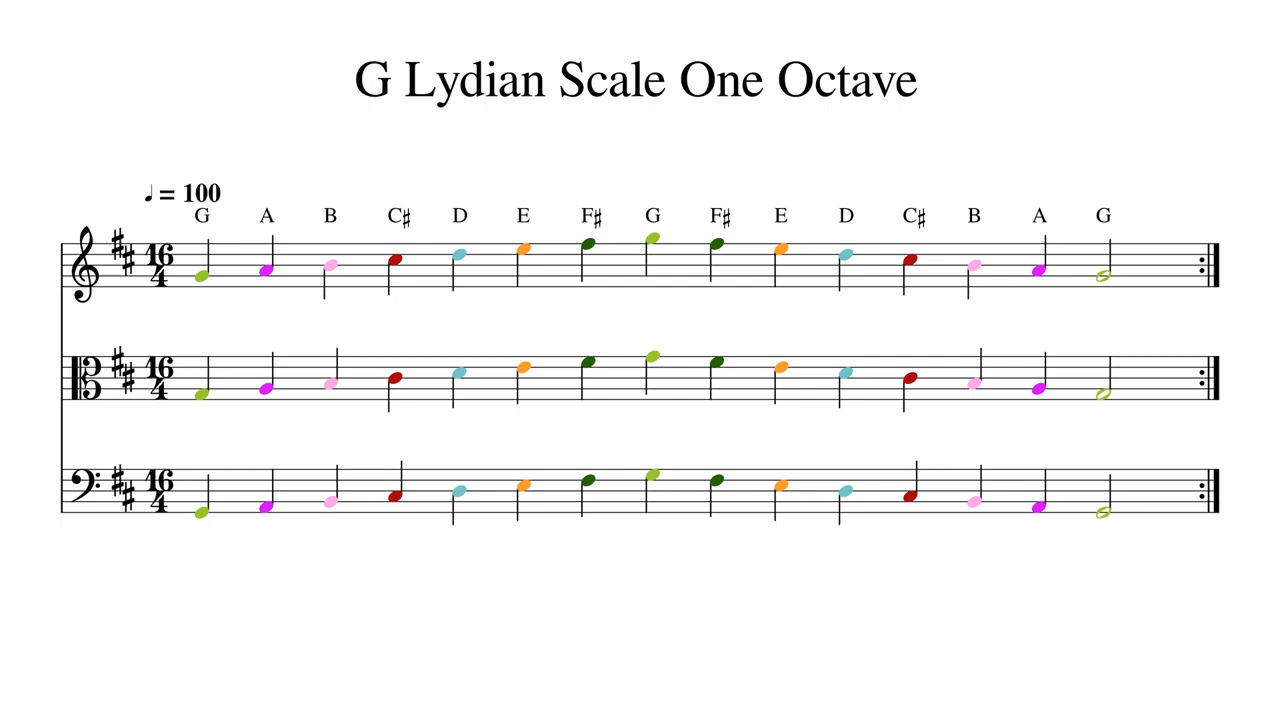 G Lydian Scale One Octave
♩ = 100
G A B C♯ D E F♯ G F♯ E D C♯ B A G
16
4
16
4
16
4